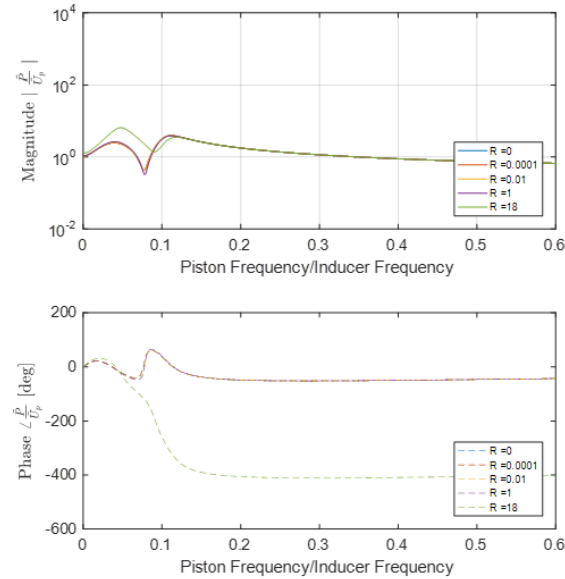 10^4
10^2
10^0
10^-2
Magnitude | P̂/Û_p |
0 0.1 0.2 0.3 0.4 0.5 0.6
Piston Frequency/Inducer Frequency
R =0
R =0.0001
R =0.01
R =1
R =18
200
0
-200
-400
-600
Phase ∠ P̂/Û_p [deg]
0 0.1 0.2 0.3 0.4 0.5 0.6
Piston Frequency/Inducer Frequency
R =0
R =0.0001
R =0.01
R =1
R =18